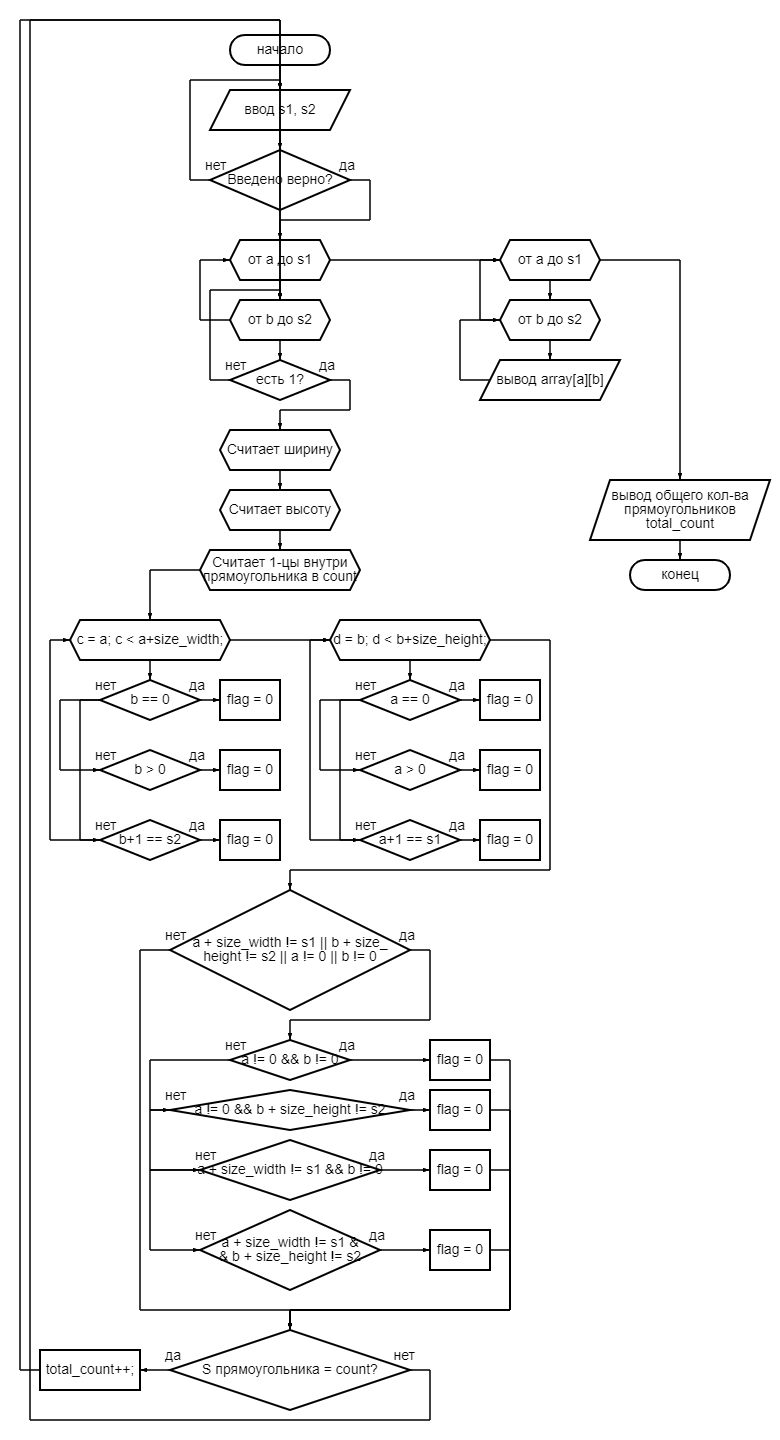 начало
ввод s1, s2
нет
да
Введено верно?
от a до s1
от a до s1
от b до s2
от b до s2
нет
да
есть 1?
вывод array[a][b]
Считает ширину
Считает высоту
вывод общего кол-ва
прямоугольников
total_count
Считает 1-цы внутри
прямоугольника в count
конец
c = a; c < a+size_width;
d = b; d < b+size_height;
нет
да
нет
да
b == 0
flag = 0
a == 0
flag = 0
нет
да
нет
да
b > 0
flag = 0
a > 0
flag = 0
нет
да
нет
да
b+1 == s2
flag = 0
a+1 == s1
flag = 0
нет
да
a + size_width != s1 || b + size_
height != s2 || a != 0 || b != 0
нет
да
a != 0 && b != 0
flag = 0
нет
да
a != 0 && b + size_height != s2
flag = 0
нет
да
a + size_width != s1 && b != 0
flag = 0
нет
да
a + size_width != s1 &
& b + size_height != s2
flag = 0
да
нет
total_count++;
S прямоугольника = count?